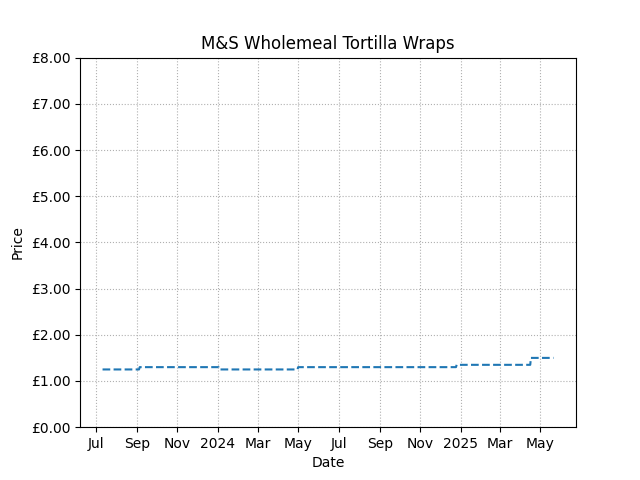 M&S Wholemeal Tortilla Wraps
£8.00
£7.00
£6.00
£5.00
£4.00
£3.00
£2.00
£1.00
£0.00
Price
Jul Sep Nov 2024 Mar May Jul Sep Nov 2025 Mar May
Date